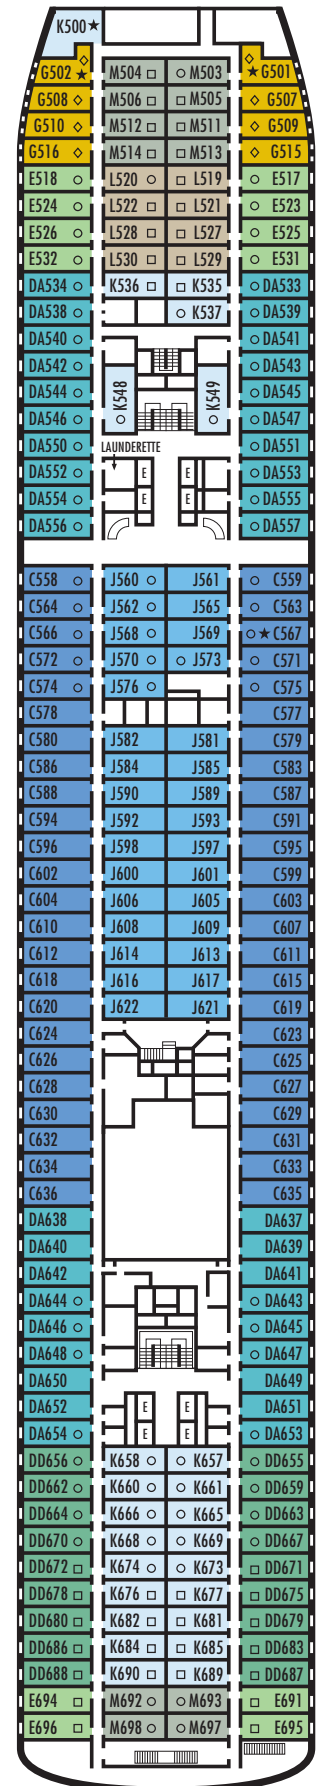 K500 ★
G502 ◇ ★ M504 □ ○ M503 ◇ ★ G501
G508 ◇ M506 □ □ M505 ◇ G507
G510 ◇ M512 □ □ M511 ◇ G509
G516 ◇ M514 □ □ M513 ◇ G515
E518 ○ L520 ○ □ L519 ○ E517
E524 ○ L522 □ □ L521 ○ E523
E526 ○ L528 □ □ L527 ○ E525
E532 ○ L530 □ □ L529 ○ E531
DA534 ○ K536 □ □ K535 ○ DA533
DA538 ○ ○ K537 ○ DA539
DA540 ○ ○ DA541
DA542 ○ ○ DA543
DA544 ○ K548 ○ K549 ○ ○ DA545
DA546 ○ ○ DA547
DA550 ○ LAUNDERETTE ○ DA551
DA552 ○ E E ○ DA553
DA554 ○ E E ○ DA555
DA556 ○ ○ DA557
C558 ○ J560 ○ J561 ○ C559
C564 ○ J562 ○ J565 ○ C563
C566 ○ J568 ○ J569 ○ ★ C567
C572 ○ J570 ○ ○ J573 ○ C571
C574 ○ J576 ○ ○ C575
C578 C577
C580 J582 J581 C579
C586 J584 J585 C583
C588 J590 J589 C587
C594 J592 J593 C591
C596 J598 J597 C595
C602 J600 J601 C599
C604 J606 J605 C603
C610 J608 J609 C607
C612 J614 J613 C611
C618 J616 J617 C615
C620 J622 J621 C619
C624 C623
C626 C625
C628 C627
C630 C629
C632 C631
C634 C633
C636 C635
DA638 DA637
DA640 DA639
DA642 DA641
DA644 ○ ○ DA643
DA646 ○ ○ DA645
DA648 ○ ○ DA647
DA650 DA649
DA652 E E DA651
DA654 ○ E E ○ DA653
DD656 ○ K658 ○ ○ K657 ○ DD655
DD662 ○ K660 ○ ○ K661 ○ DD659
DD664 ○ K666 ○ ○ K665 ○ DD663
DD670 ○ K668 ○ ○ K669 ○ DD667
DD672 □ K674 ○ ○ K673 □ DD671
DD678 □ K676 □ □ K677 □ DD675
DD680 □ K682 □ □ K681 □ DD679
DD686 □ K684 □ □ K685 □ DD683
DD688 □ K690 □ □ K689 □ DD687
E694 ○ M692 ○ ○ M693 □ E691
E696 □ M698 ○ ○ M697 □ E695